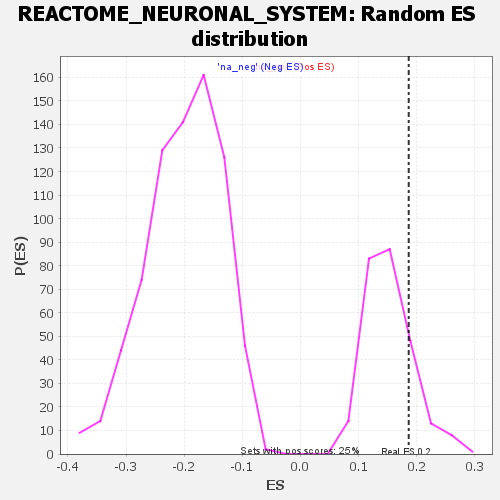 REACTOME_NEURONAL_SYSTEM: Random ES
distribution
'na_neg' (Neg ES)os ES)
160
150
140
130
120
110
100
90
80
70
60
50
40
30
20
10
0
P(ES)
Sets with pos scores: 25%
Real ES 0.2
-0.4 -0.3 -0.2 -0.1 0.0 0.1 0.2 0.3
ES